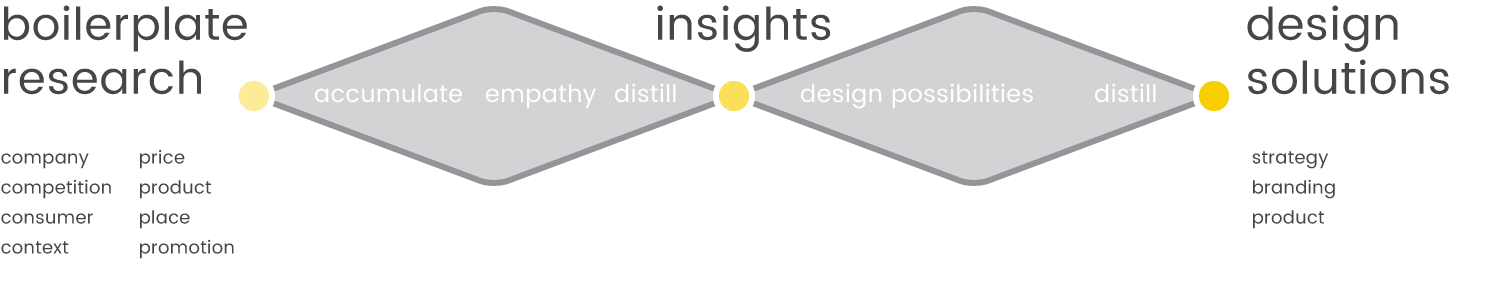 boilerplate
research
insights
design
solutions
accumulate empathy distill
design possibilities distill
company price
competition product
consumer place
context promotion
strategy
branding
product